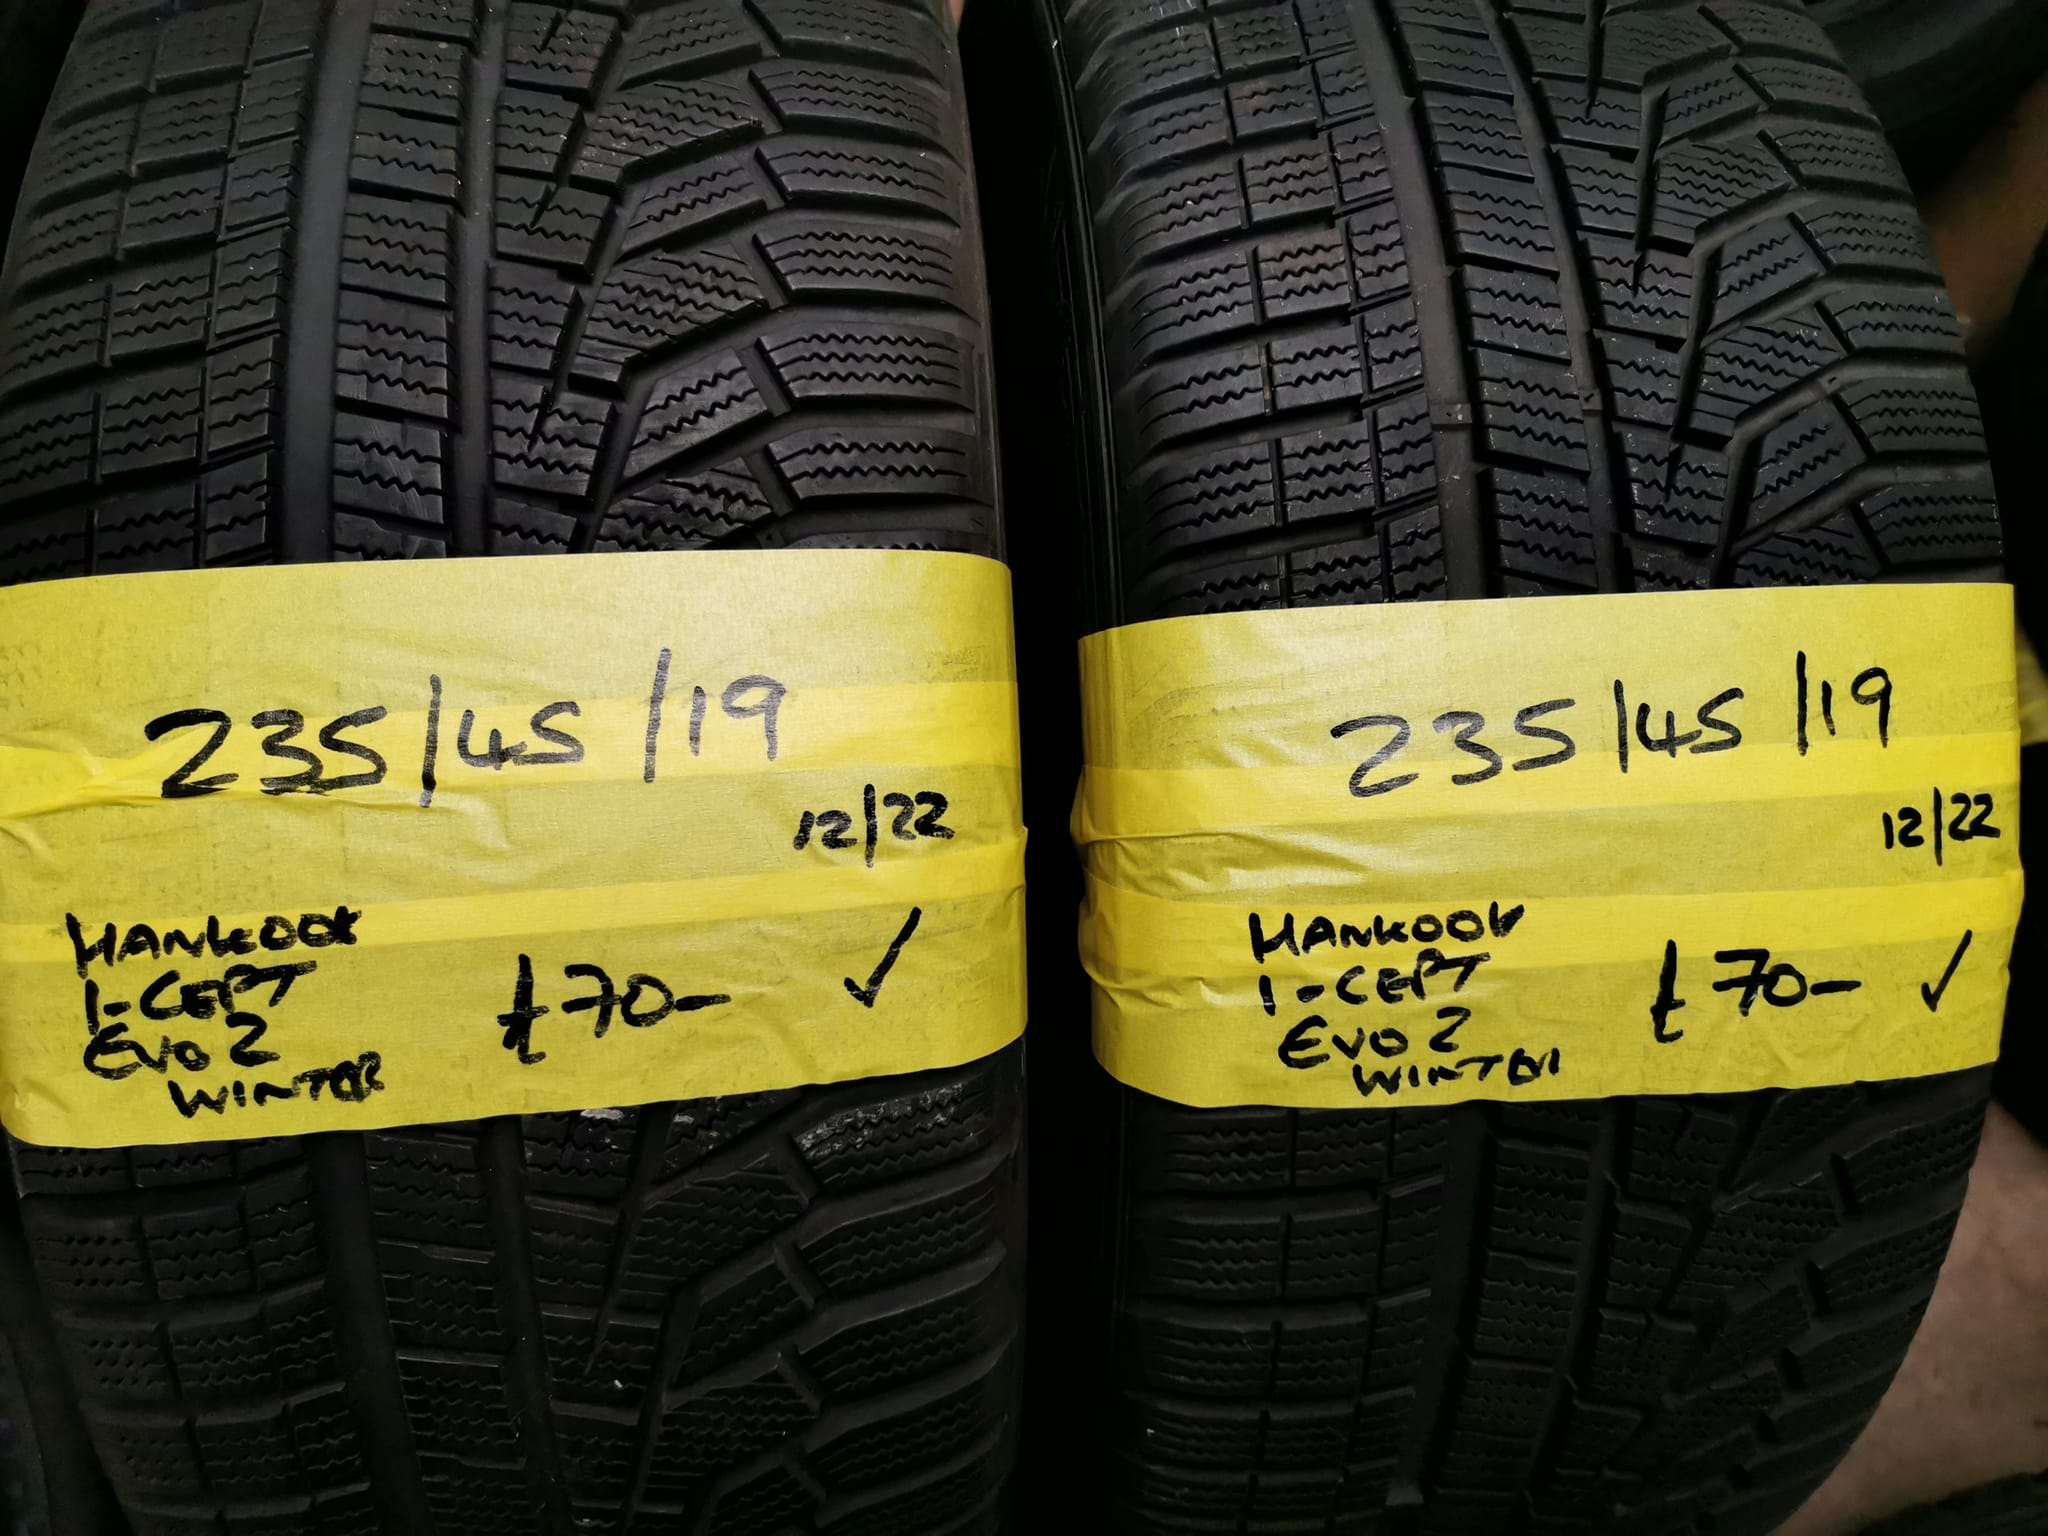 235/45/19
12/22
HANKOOK
I-CEPT
EVO 2
WINTER
£70-
✓
235/45/19
12/22
HANKOOK
I-CEPT
EVO 2
WINTER
£70-
✓